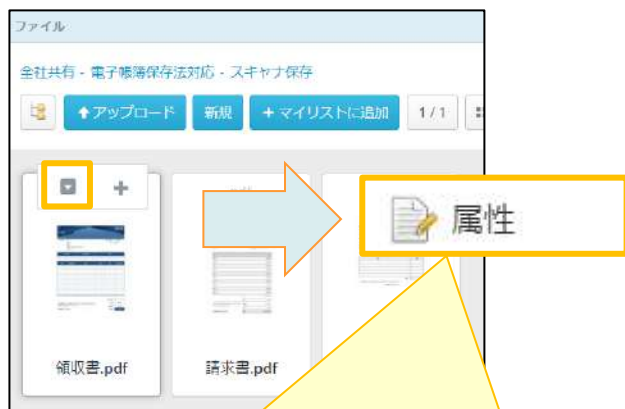 ファイル
全社共有 - 電子帳簿保存法対応 - スキャナ保存
アップロード 新規 + マイリストに追加 1 / 1
属性
領収書.pdf 請求書.pdf